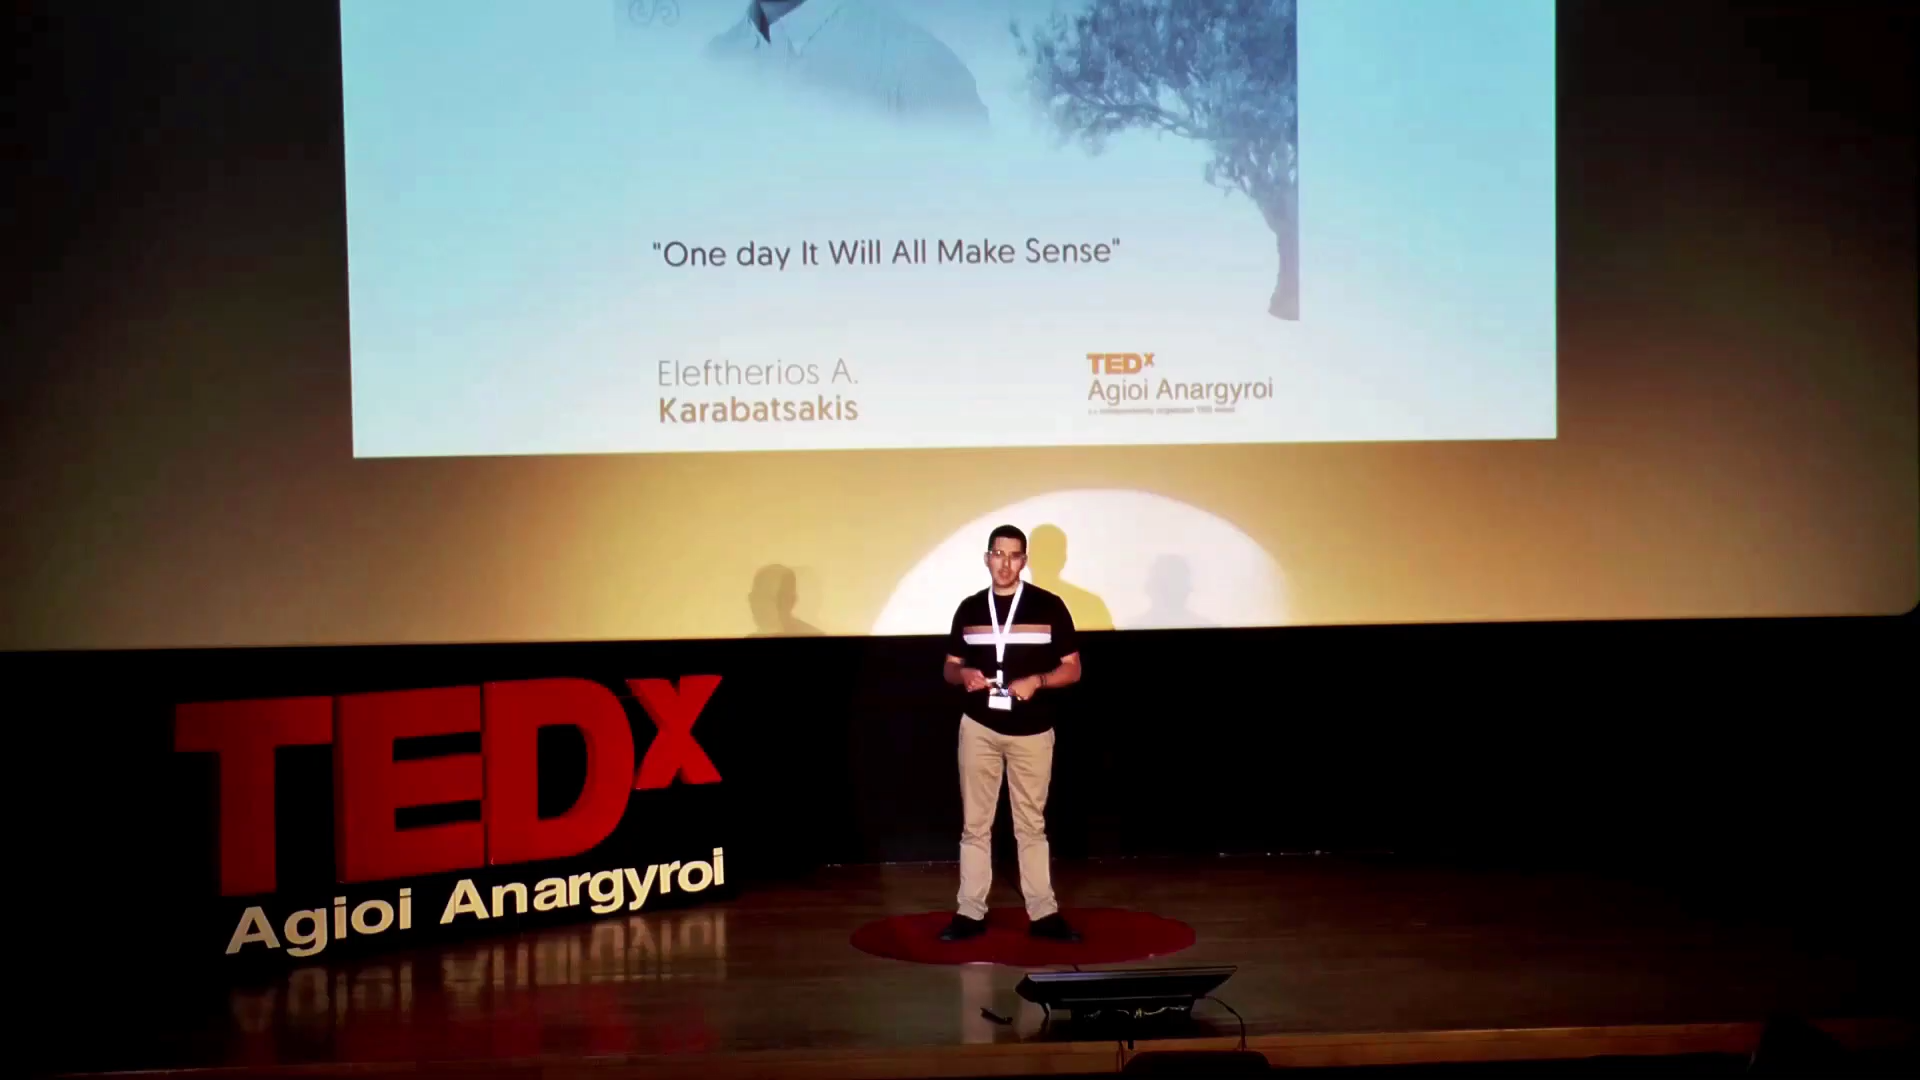 "One day It Will All Make Sense"
Eleftherios A.
Karabatsakis
TEDx
Agioi Anargyroi
TEDx
Agioi Anargyroi